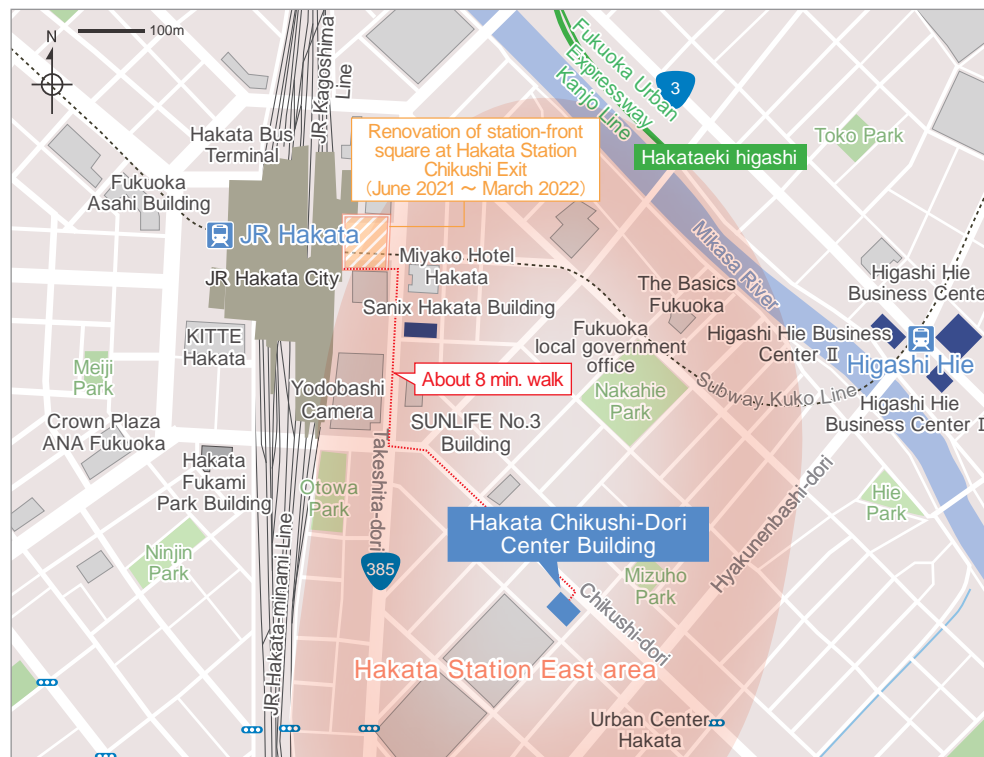 N
100m
JR Kagoshima
Line
Fukuoka Urban
Expressway
Kanjo Line
3
Renovation of station-front
square at Hakata Station
Chikushi Exit
(June 2021 ～ March 2022)
Hakata Bus
Terminal
Toko Park
Hakataeki higashi
Fukuoka
Asahi Building
JR Hakata
Miyako Hotel
Hakata
Mikasa River
JR Hakata City
The Basics
Fukuoka
Higashi Hie
Business Center
Sanix Hakata Building
KITTE
Hakata
Fukuoka
local government
office
Higashi Hie Business
Center II
Higashi Hie
Meiji
Park
About 8 min. walk
Yodobashi
Camera
Nakahie
Park
Subway Kuko Line
Higashi Hie
Business Center I
Crown Plaza
ANA Fukuoka
SUNLIFE No.3
Building
Takeshita-dori
Hakata
Fukami
Park Building
Otowa
Park
Hie
Park
Hakata Chikushi-Dori
Center Building
Hyakunenbashi-dori
Ninjin
Park
385
Mizuho
Park
Chikushi-dori
JR Hakata-minami Line
Hakata Station East area
Urban Center
Hakata